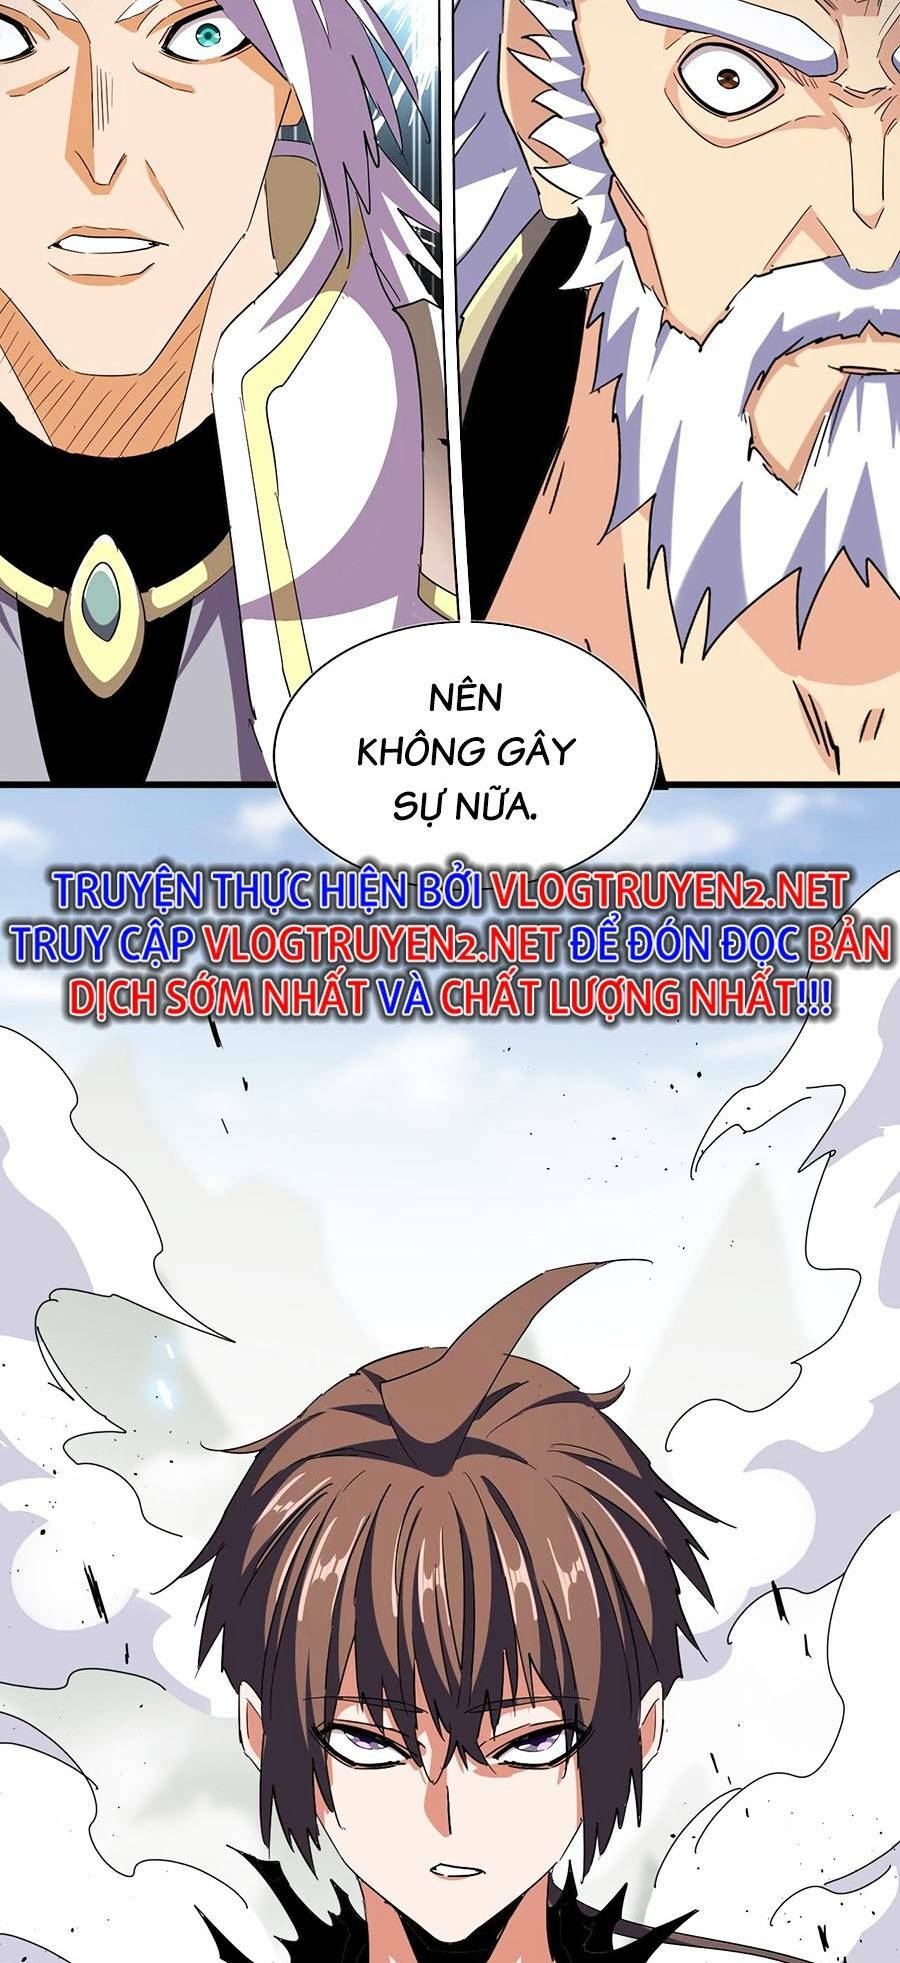 NÊN
KHÔNG GÂY
SỰ NỮA.
TRUYỆN THỰC HIỆN BỞI VLOGTRUYEN2.NET
TRUY CẬP VLOGTRUYEN2.NET ĐỂ ĐÓN ĐỌC BẢN
DỊCH SỚM NHẤT VÀ CHẤT LƯỢNG NHẤT!!!